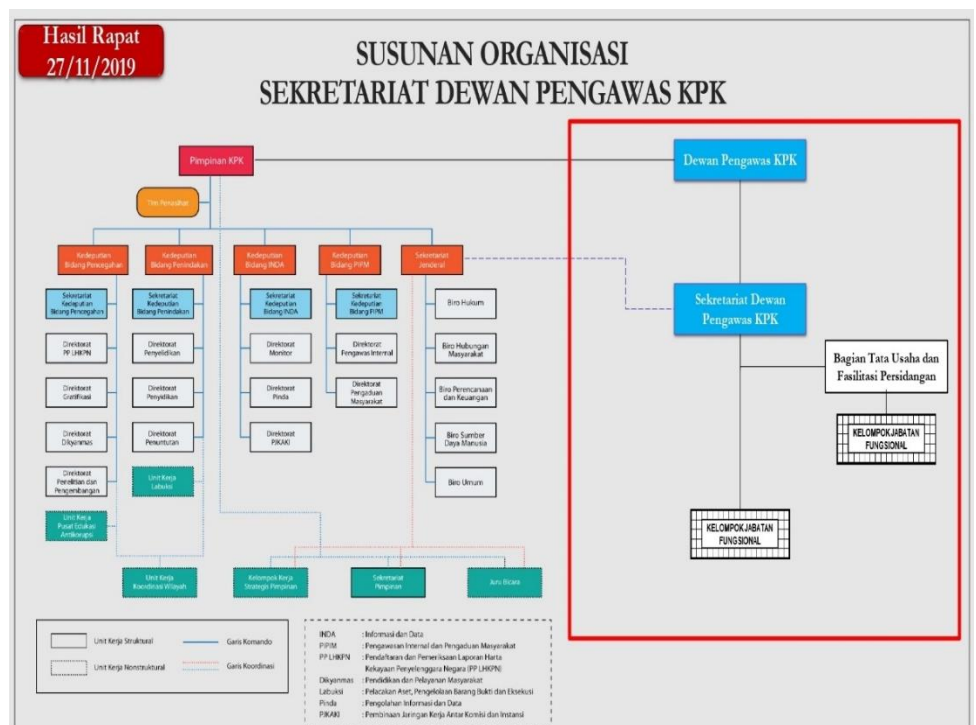 Hasil Rapat
27/11/2019
SUSUNAN ORGANISASI
SEKRETARIAT DEWAN PENGAWAS KPK
Pimpinan KPK
Tim Penasihat
Kedeputian
Bidang Pencegahan
Kedeputian
Bidang Penindakan
Kedeputian
Bidang INDA
Kedeputian
Bidang PIPM
Sekretariat
Jenderal
Sekretariat
Kedeputian
Bidang Pencegahan
Sekretariat
Kedeputian
Bidang Penindakan
Sekretariat
Kedeputian
Bidang INDA
Sekretariat
Kedeputian
Bidang PIPM
Biro Hukum
Direktorat
PP LHKPN
Direktorat
Penyelidikan
Direktorat
Monitor
Direktorat
Pengawas Internal
Biro Hubungan
Masyarakat
Direktorat
Gratifikasi
Direktorat
Penyidikan
Direktorat
Pinda
Direktorat
Pengaduan
Masyarakat
Biro Perencanaan
dan Keuangan
Direktorat
Dikyanmas
Direktorat
Penuntutan
Direktorat
PJKAKI
Biro Sumber
Daya Manusia
Direktorat
Penelitian dan
Pengembangan
Unit Kerja
Labuksi
Biro Umum
Unit Kerja
Pusat Edukasi
Antikorupsi
Unit Kerja
Koordinasi Wilayah
Kelompok Kerja
Strategis Pimpinan
Sekretariat
Pimpinan
Juru Bicara
Dewan Pengawas KPK
Sekretariat Dewan
Pengawas KPK
Bagian Tata Usaha dan
Fasilitasi Persidangan
KELOMPOK JABATAN
FUNGSIONAL
KELOMPOK JABATAN
FUNGSIONAL
Unit Kerja Struktural
Garis Komando
Unit Kerja Nonstruktural
Garis Koordinasi
INDA : Informasi dan Data
PIPIM : Pengawasan Internal dan Pengaduan Masyarakat
PP LHKPN : Pendaftaran dan Pemeriksaan Laporan Harta
Kekayaan Penyelenggara Negara (PP LHKPN)
Dikyanmas : Pendidikan dan Pelayanan Masyarakat
Labuksi : Pelacakan Aset, Pengelolaan Barang Bukti dan Eksekusi
Pinda : Pengolahan Informasi dan Data
PJKAKI : Pembinaan Jaringan Kerja Antar Komisi dan Instansi